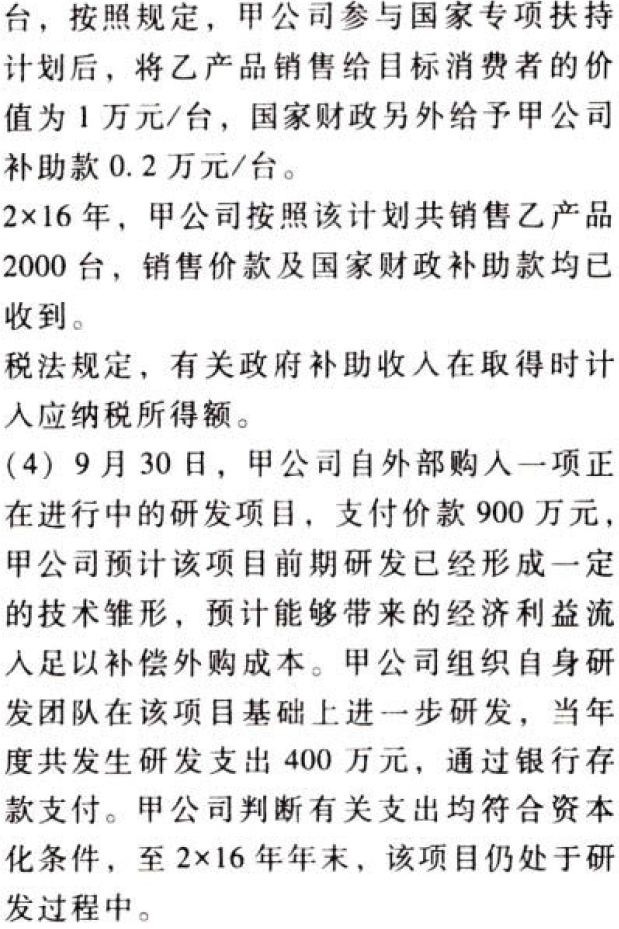 台，按照规定，甲公司参与国家专项扶持
计划后，将乙产品销售给目标消费者的价
值为 1 万元/台，国家财政另外给予甲公司
补助款 0.2 万元/台。
2×16 年，甲公司按照该计划共销售乙产品
2000 台，销售价款及国家财政补助款均已
收到。
税法规定，有关政府补助收入在取得时计
入应纳税所得额。
(4) 9 月 30 日，甲公司自外部购入一项正
在进行中的研发项目，支付价款 900 万元，
甲公司预计该项目前期研发已经形成一定
的技术雏形，预计能够带来的经济利益流
入足以补偿外购成本。甲公司组织自身研
发团队在该项目基础上进一步研发，当年
度共发生研发支出 400 万元，通过银行存
款支付。甲公司判断有关支出均符合资本
化条件，至 2×16 年年末，该项目仍处于研
发过程中。